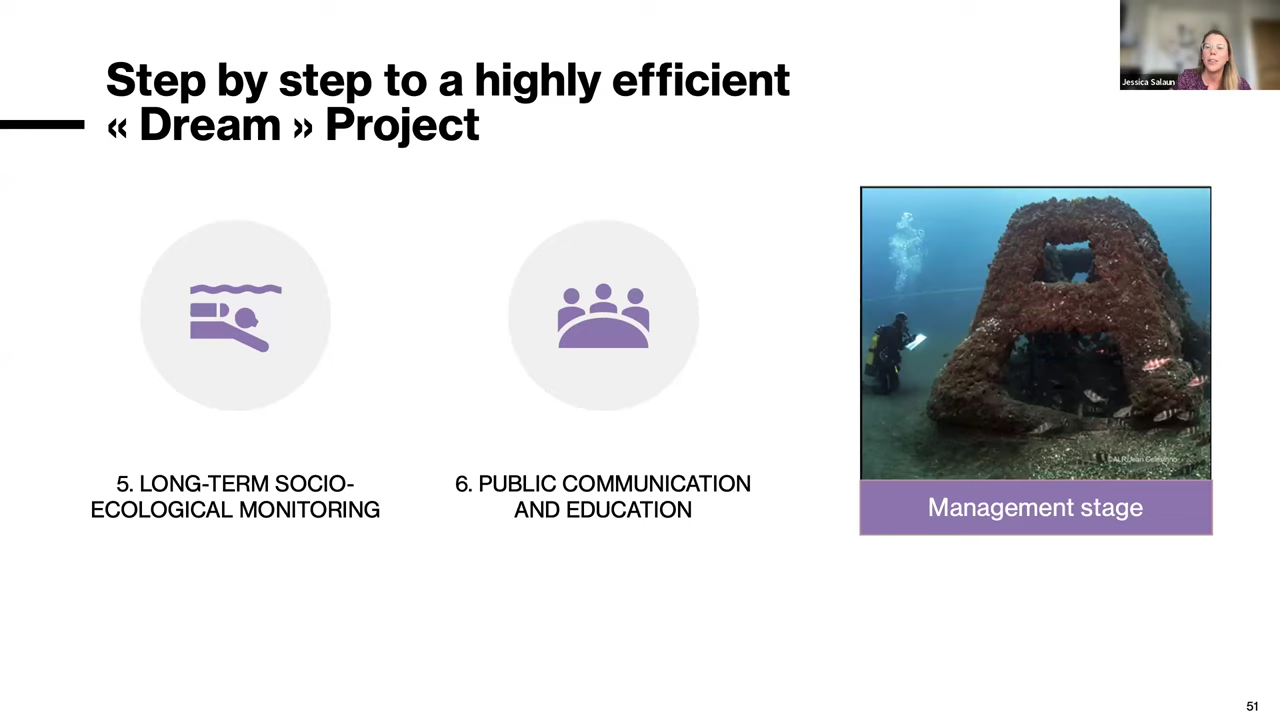 Step by step to a highly efficient
« Dream » Project
Jessica Salaun
5. LONG-TERM SOCIO-
ECOLOGICAL MONITORING
6. PUBLIC COMMUNICATION
AND EDUCATION
Management stage
51